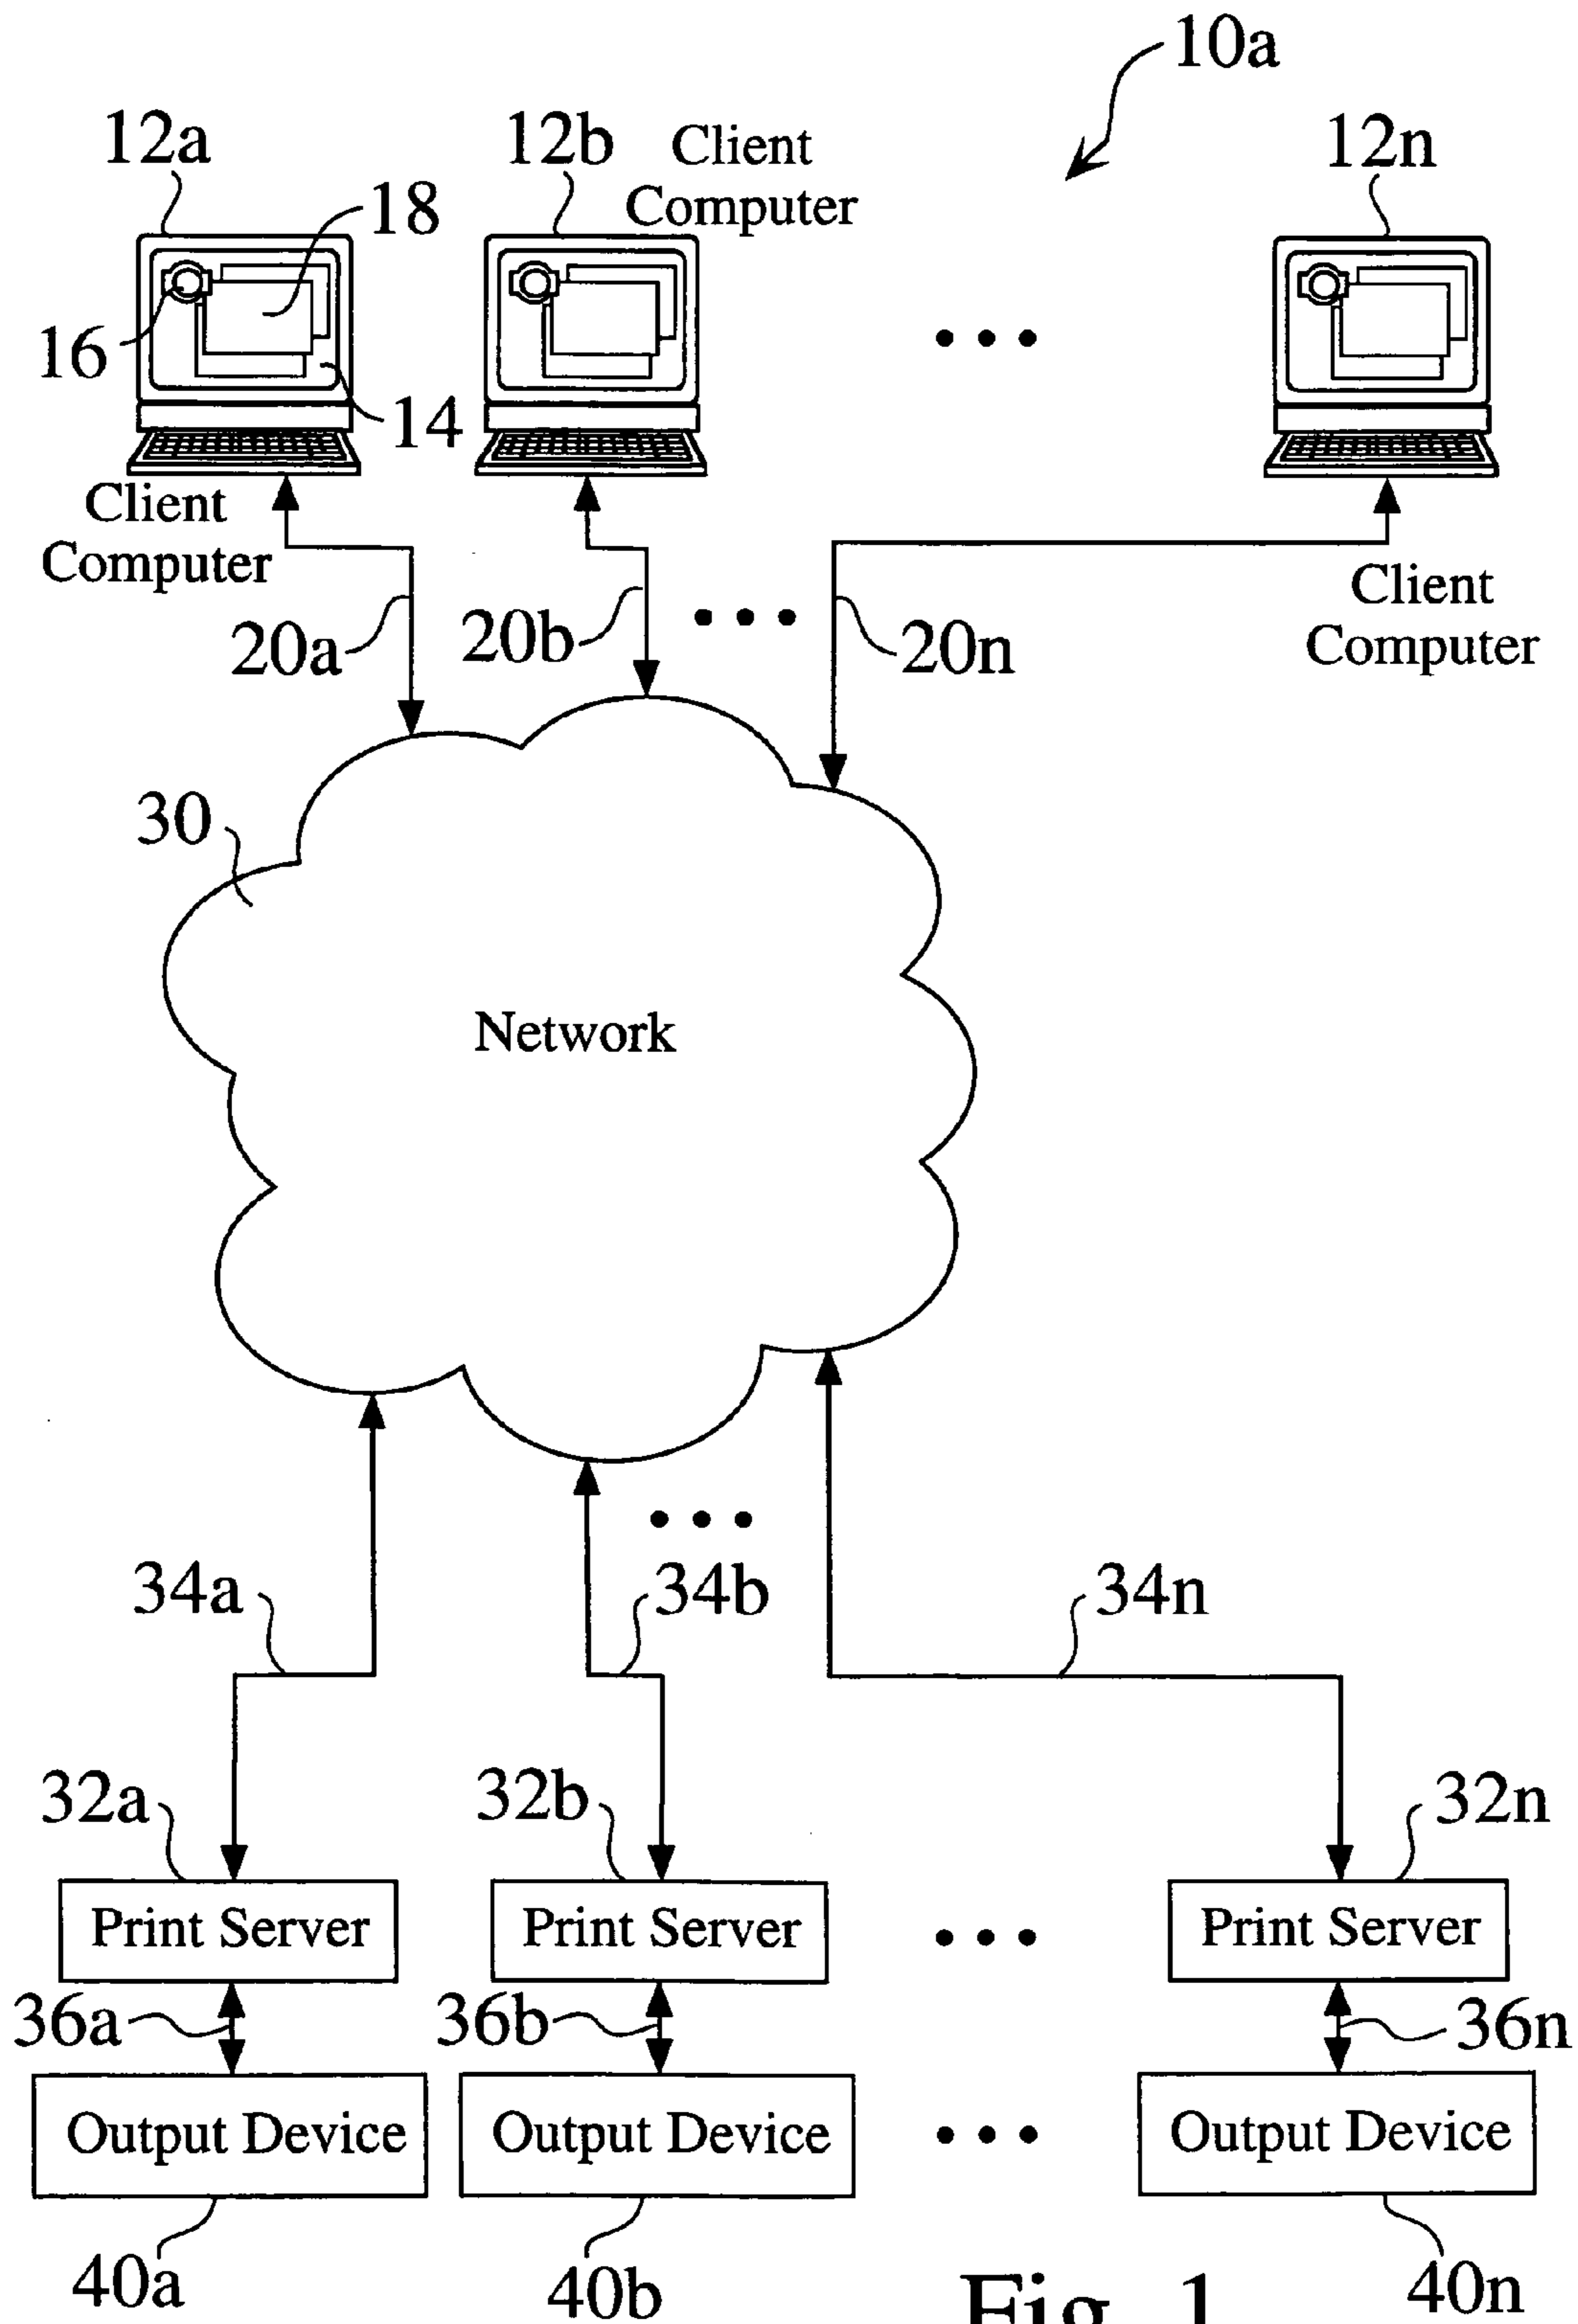 10a
12a
12b
Client
Computer
12n
18
16
14
Client
Computer
20a
20b
20n
Client
Computer
30
Network
34a
34b
34n
32a
32b
32n
Print Server
Print Server
Print Server
36a
36b
36n
Output Device
Output Device
Output Device
40a
40b
40n
Fig. 1